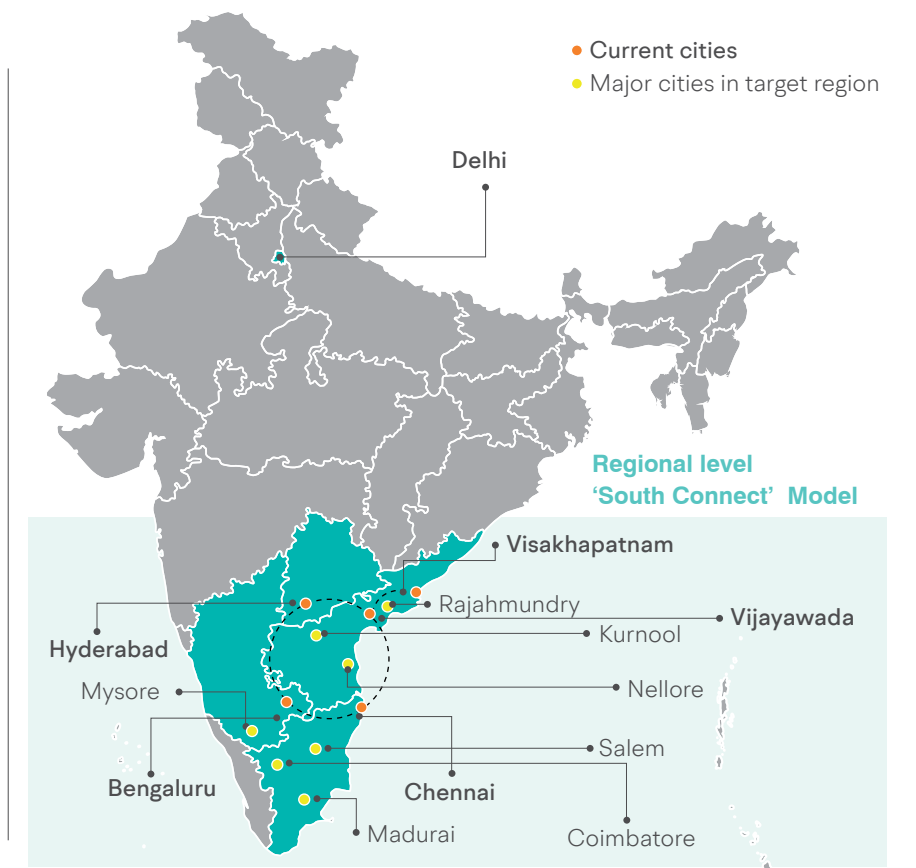 Current cities
Major cities in target region
Delhi
Regional level
‘South Connect’ Model
Visakhapatnam
Rajahmundry
Vijayawada
Kurnool
Hyderabad
Mysore
Nellore
Salem
Bengaluru
Chennai
Madurai
Coimbatore